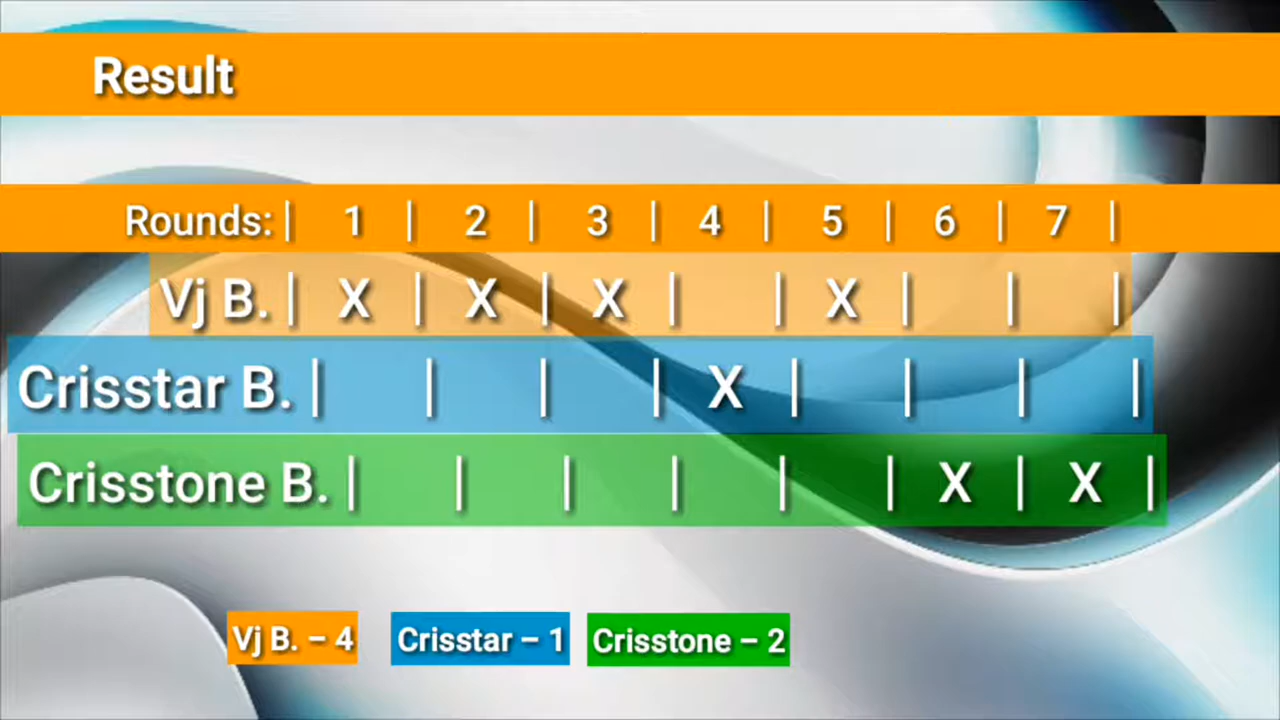 Result
Rounds: | 1 | 2 | 3 | 4 | 5 | 6 | 7 |
Vj B. | X | X | X | | X | | |
Crisstar B. | | | | X | | | |
Crisstone B. | | | | | | X | X |
Vj B. – 4 Crisstar – 1 Crisstone – 2